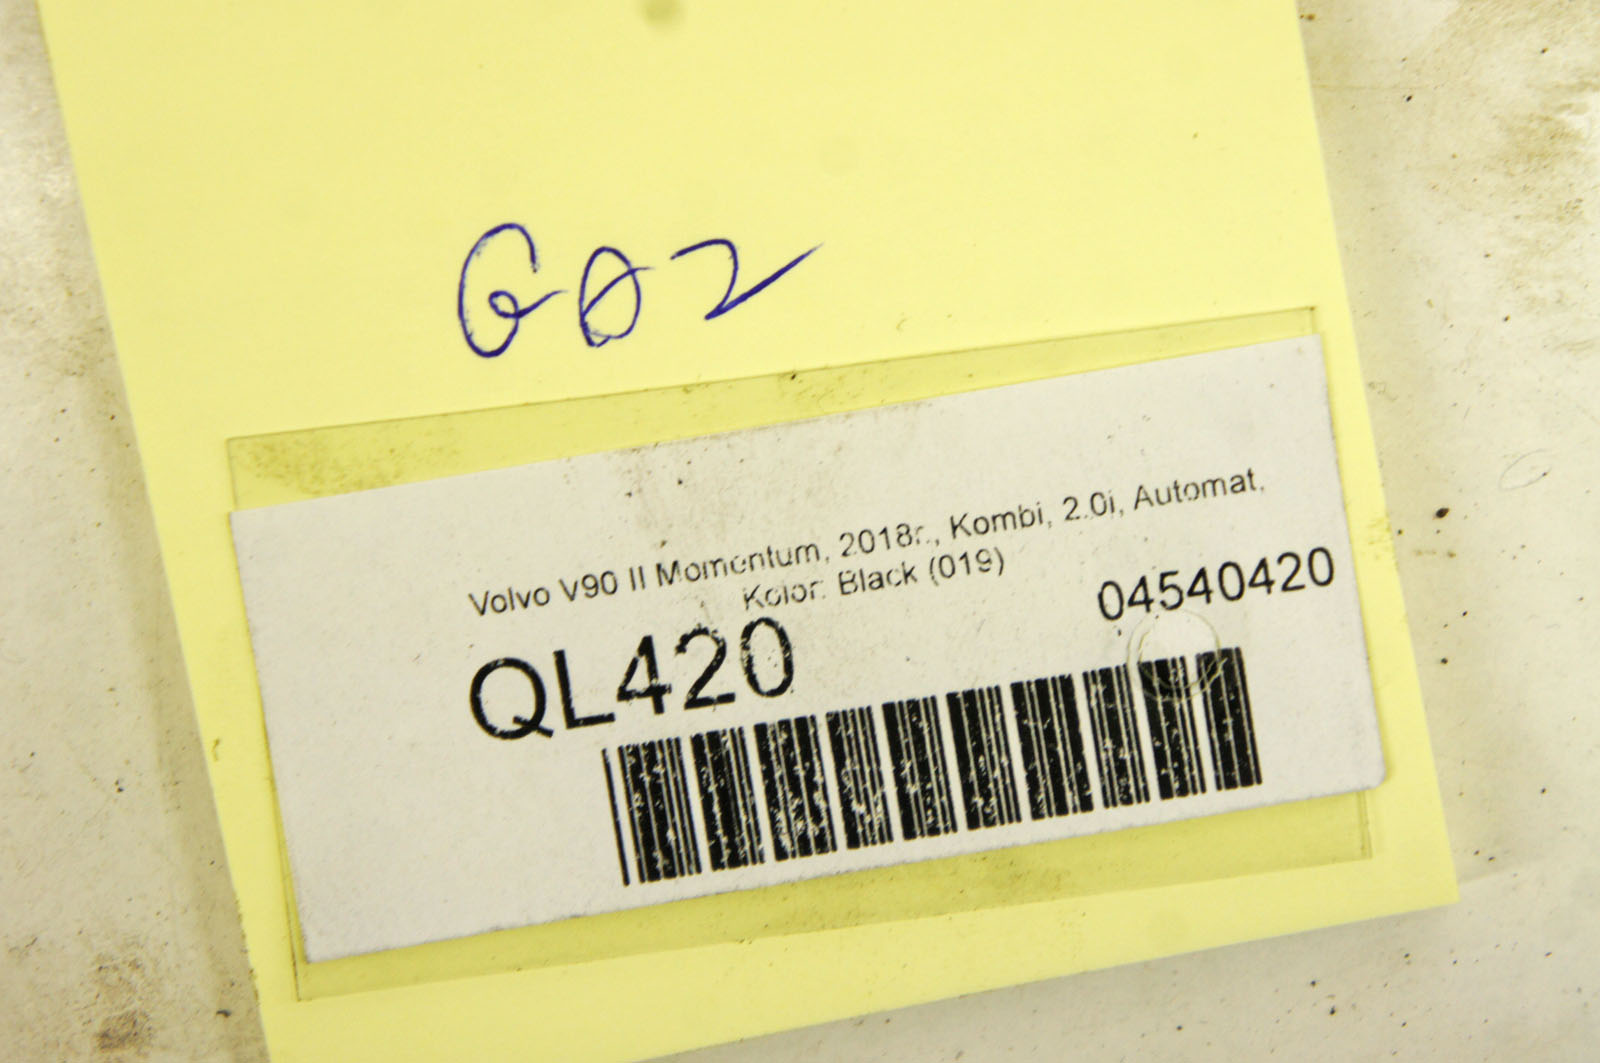 G02
Volvo V90 II Momentum, 2018r., Kombi, 2.0i, Automat,
Kolor: Black (019)
04540420
QL420